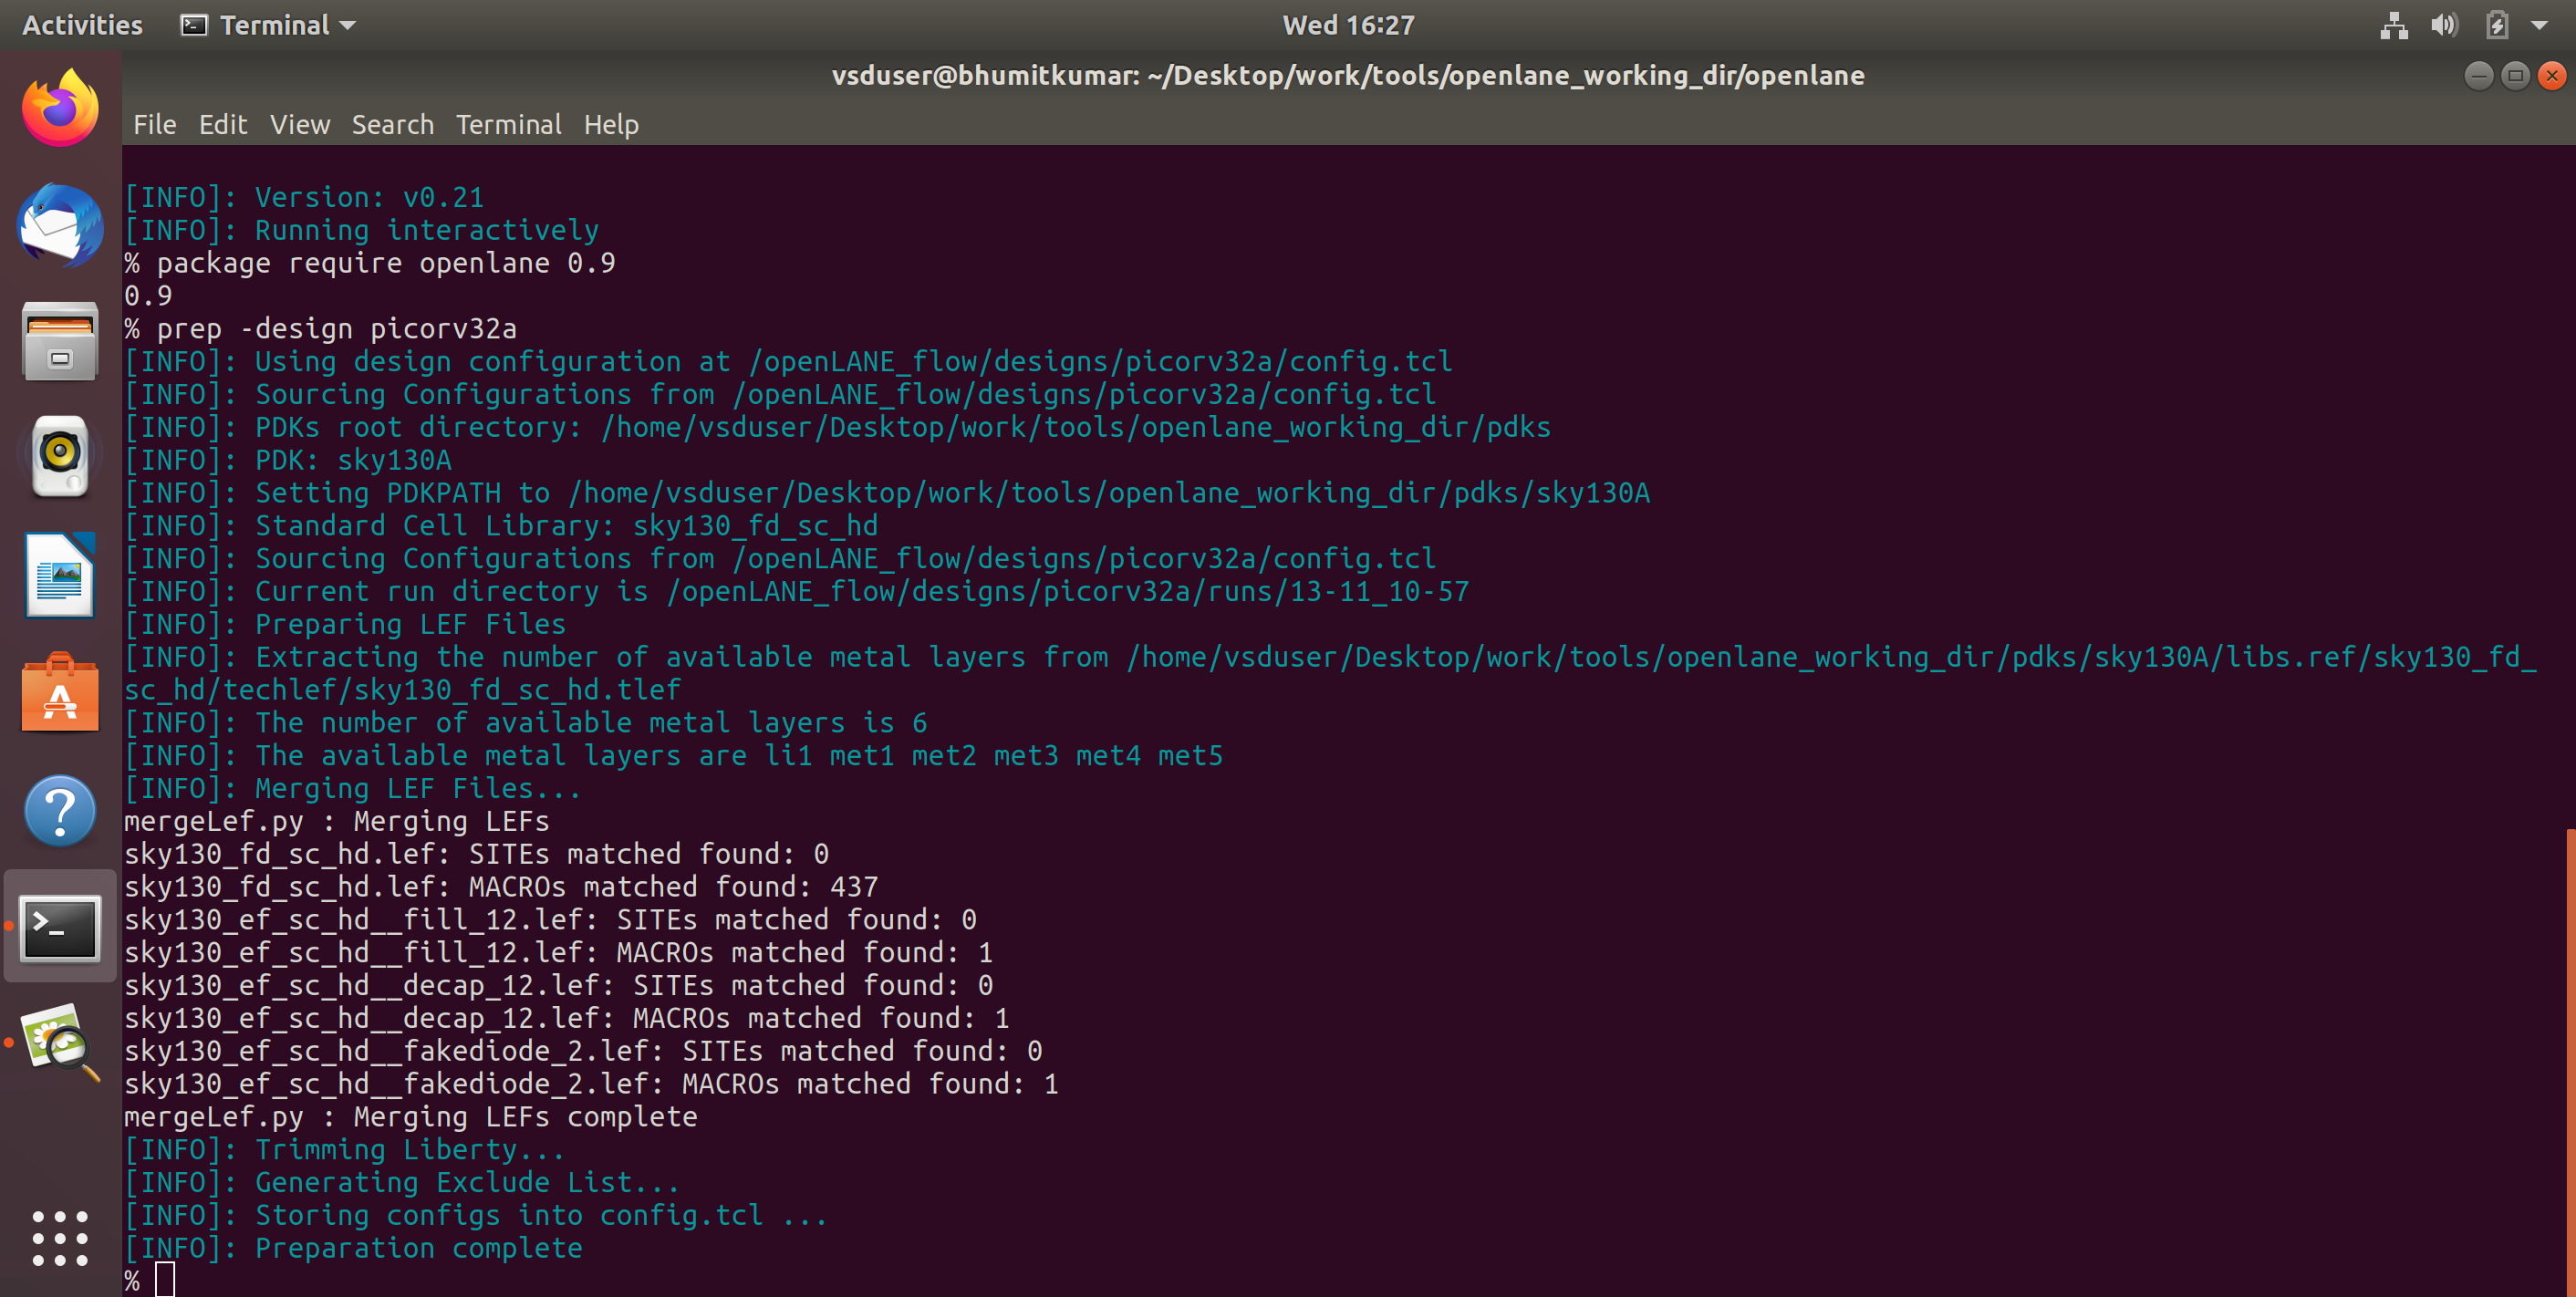 Activities Terminal Wed 16:27
vsduser@bhumitkumar: ~/Desktop/work/tools/openlane_working_dir/openlane
File Edit View Search Terminal Help
[INFO]: Version: v0.21
[INFO]: Running interactively
% package require openlane 0.9
0.9
% prep -design picorv32a
[INFO]: Using design configuration at /openLANE_flow/designs/picorv32a/config.tcl
[INFO]: Sourcing Configurations from /openLANE_flow/designs/picorv32a/config.tcl
[INFO]: PDKs root directory: /home/vsduser/Desktop/work/tools/openlane_working_dir/pdks
[INFO]: PDK: sky130A
[INFO]: Setting PDKPATH to /home/vsduser/Desktop/work/tools/openlane_working_dir/pdks/sky130A
[INFO]: Standard Cell Library: sky130_fd_sc_hd
[INFO]: Sourcing Configurations from /openLANE_flow/designs/picorv32a/config.tcl
[INFO]: Current run directory is /openLANE_flow/designs/picorv32a/runs/13-11_10-57
[INFO]: Preparing LEF Files
[INFO]: Extracting the number of available metal layers from /home/vsduser/Desktop/work/tools/openlane_working_dir/pdks/sky130A/libs.ref/sky130_fd_
sc_hd/techlef/sky130_fd_sc_hd.tlef
[INFO]: The number of available metal layers is 6
[INFO]: The available metal layers are li1 met1 met2 met3 met4 met5
[INFO]: Merging LEF Files...
mergeLef.py : Merging LEFs
sky130_fd_sc_hd.lef: SITEs matched found: 0
sky130_fd_sc_hd.lef: MACROs matched found: 437
sky130_ef_sc_hd__fill_12.lef: SITEs matched found: 0
sky130_ef_sc_hd__fill_12.lef: MACROs matched found: 1
sky130_ef_sc_hd__decap_12.lef: SITEs matched found: 0
sky130_ef_sc_hd__decap_12.lef: MACROs matched found: 1
sky130_ef_sc_hd__fakediode_2.lef: SITEs matched found: 0
sky130_ef_sc_hd__fakediode_2.lef: MACROs matched found: 1
mergeLef.py : Merging LEFs complete
[INFO]: Trimming Liberty...
[INFO]: Generating Exclude List...
[INFO]: Storing configs into config.tcl ...
[INFO]: Preparation complete
%